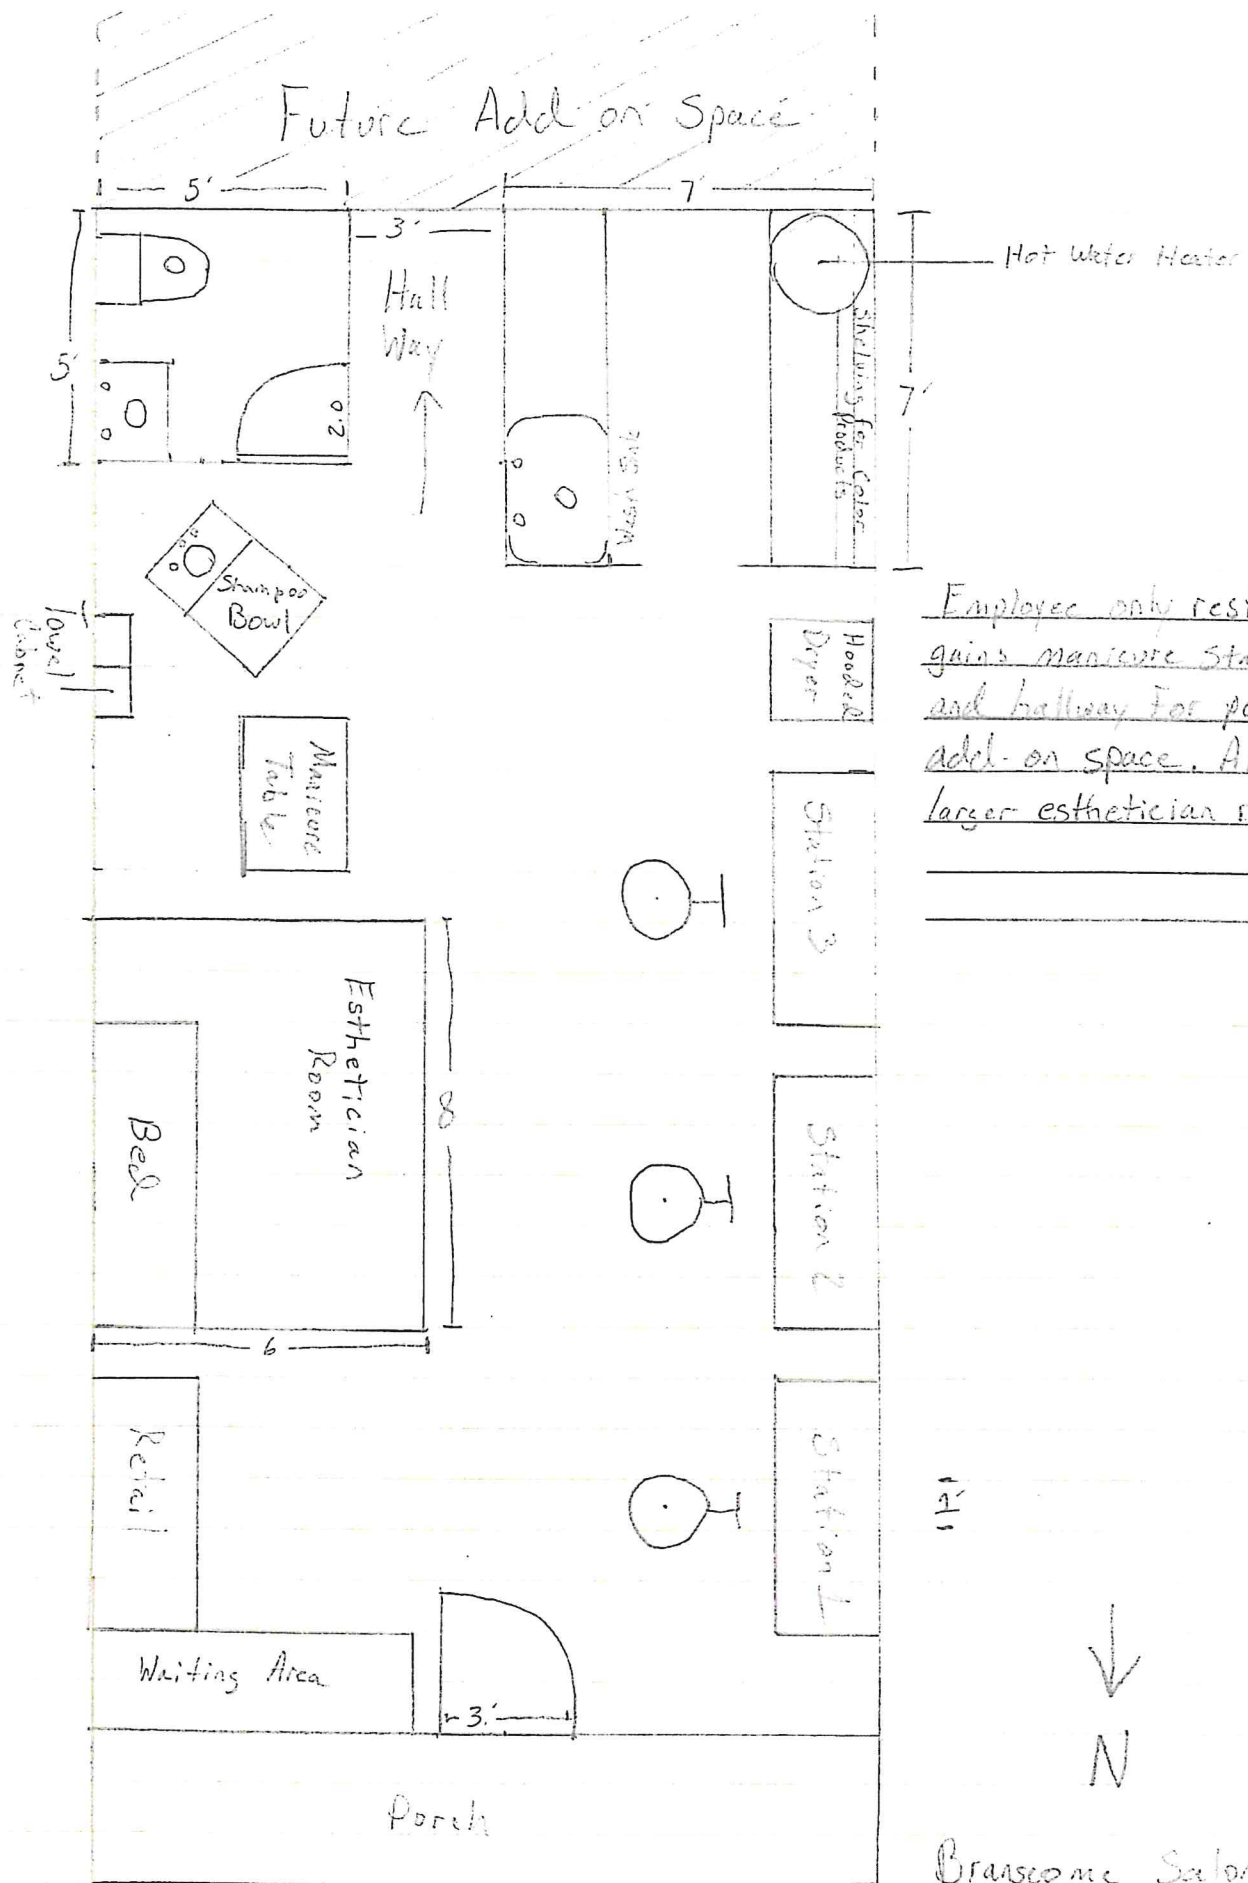 Future Add on Space
5'
7'
3'
Hall
Way
Hot Water Heater
5'
2'0
Wash Sink
Shelving for Color
Products
7'
Shampoo
Bowl
Towel
Cabinet
Hooded
Dryer
Employee only
gains manicure
and hallway For
add-on space.
larger esthetician
Manicure
Table
Station 3
Esthetician
Room
8
Bed
Station 2
6
Retail
Station 1
1ft
Waiting Area
3'
N
Porch
Branscome Salon